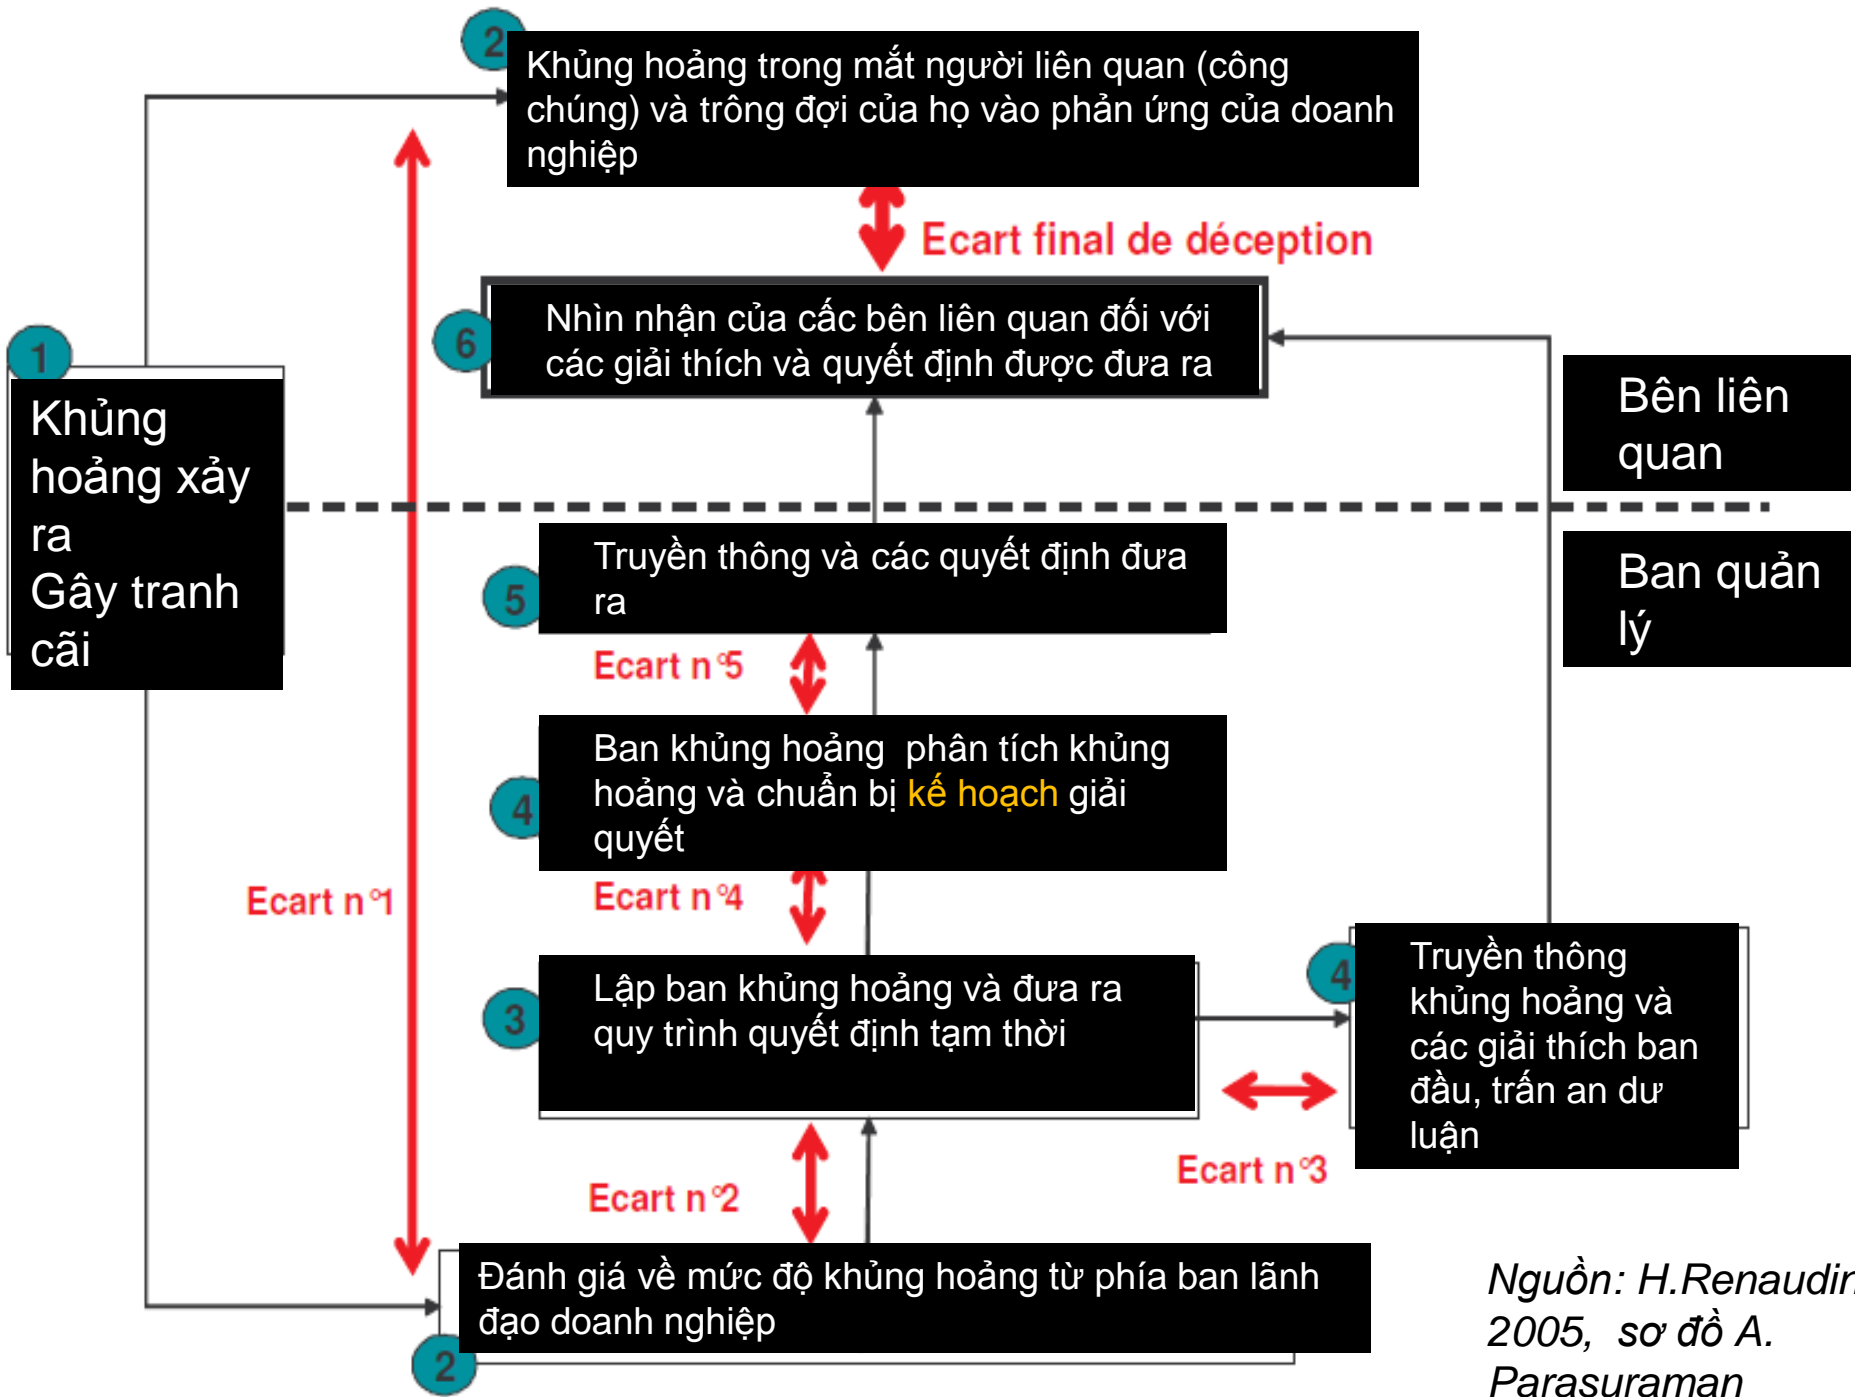 2
Khủng hoảng trong mắt người liên quan (công
chúng) và trông đợi của họ vào phản ứng của doanh
nghiệp
Ecart final de déception
6
Nhìn nhận của cấc bên liên quan đối với
các giải thích và quyết định được đưa ra
1
Khủng
hoảng xảy
ra
Gây tranh
cãi
Bên liên
quan
Ban quản
lý
5
Truyền thông và các quyết định đưa
ra
Ecart n°5
4
Ban khủng hoảng phân tích khủng
hoảng và chuẩn bị kế hoạch giải
quyết
Ecart n°1
Ecart n°4
3
Lập ban khủng hoảng và đưa ra
quy trình quyết định tạm thời
4
Truyền thông
khủng hoảng và
các giải thích ban
đầu, trấn an dư
luận
Ecart n°3
Ecart n°2
Đánh giá về mức độ khủng hoảng từ phía ban lãnh
đạo doanh nghiệp
2
Nguồn: H.Renaudin
2005, sơ đồ A.
Parasuraman